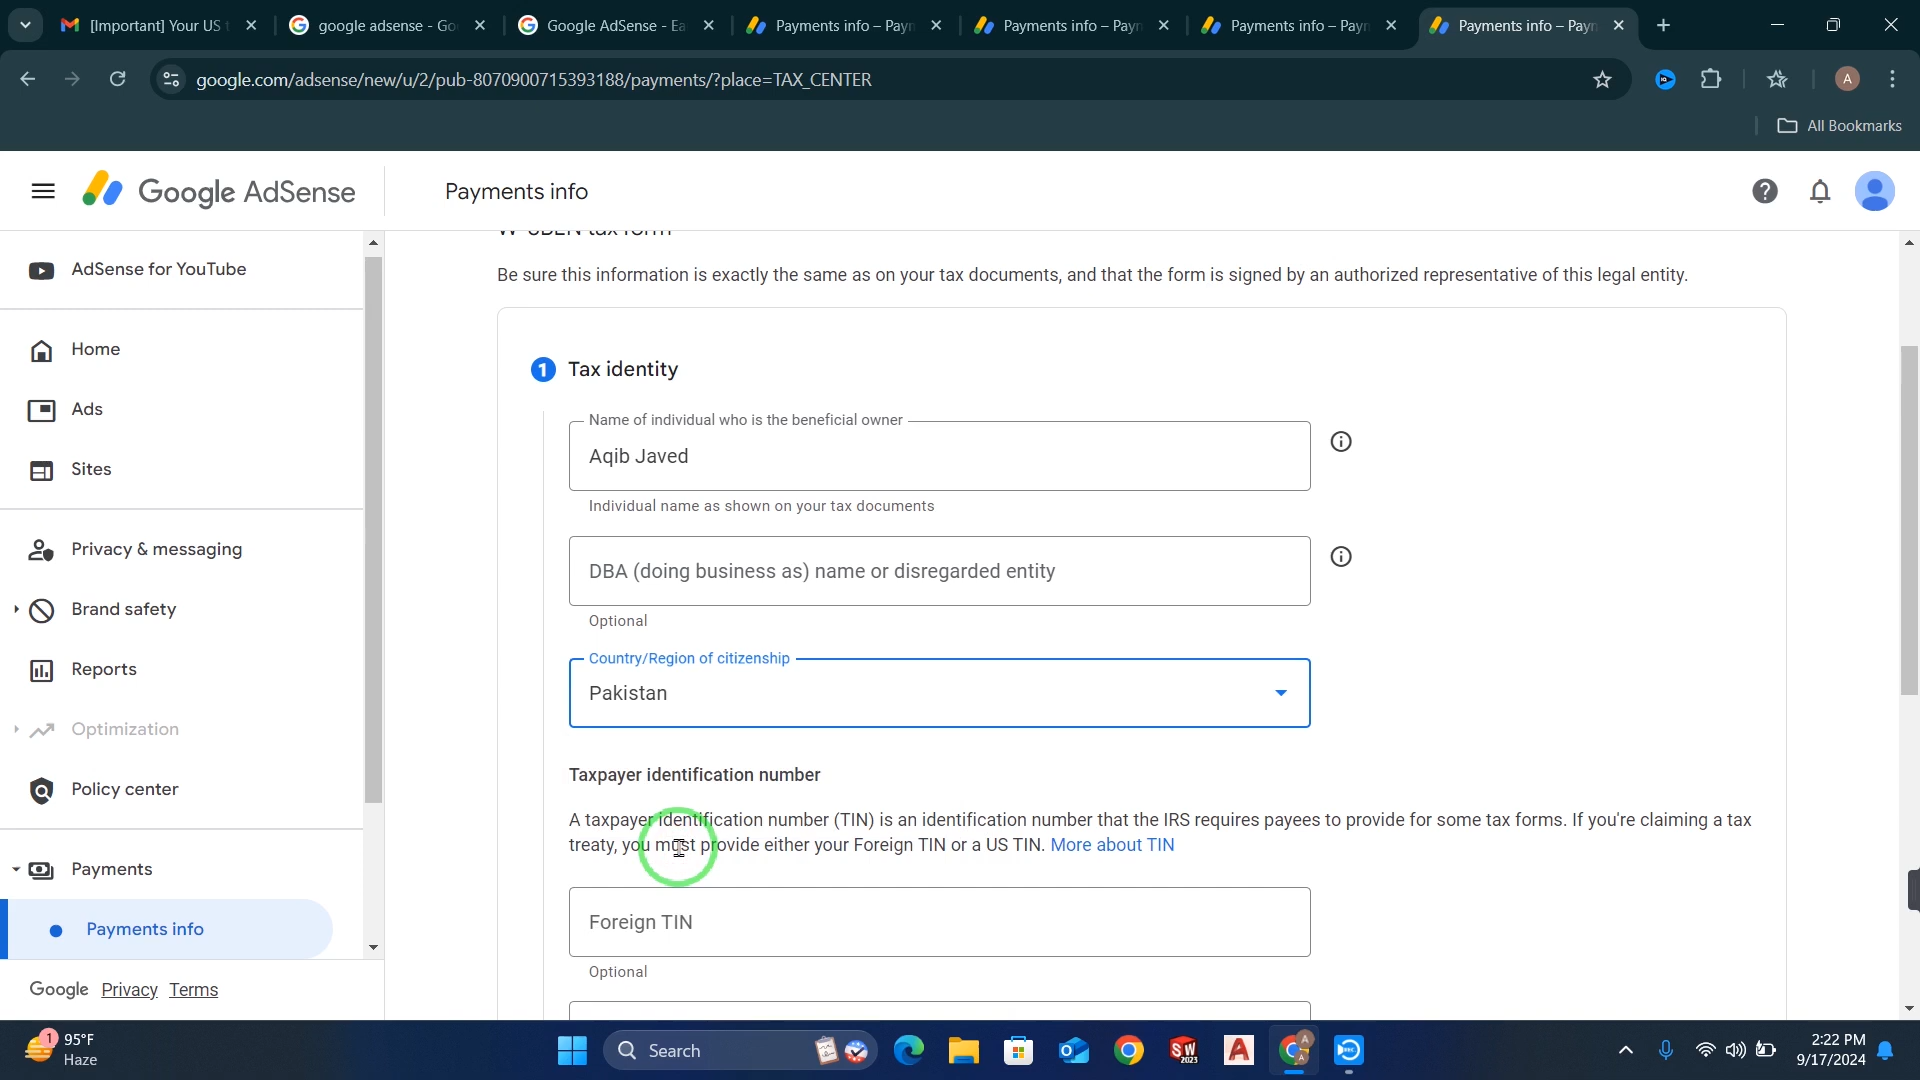 [Important] Your US t
google adsense - Go
Google AdSense - Ea
Payments info – Payn
Payments info – Payn
Payments info – Payn
Payments info – Payn
google.com/adsense/new/u/2/pub-8070900715393188/payments/?place=TAX_CENTER
A
All Bookmarks
Google AdSense
Payments info
AdSense for YouTube
Home
Ads
Sites
Privacy & messaging
Brand safety
Reports
Optimization
Policy center
Payments
Payments info
Google Privacy Terms
W-8BEN tax form
Be sure this information is exactly the same as on your tax documents, and that the form is signed by an authorized representative of this legal entity.
1 Tax identity
Name of individual who is the beneficial owner
Aqib Javed
Individual name as shown on your tax documents
DBA (doing business as) name or disregarded entity
Optional
Country/Region of citizenship
Pakistan
Taxpayer identification number
A taxpayer identification number (TIN) is an identification number that the IRS requires payees to provide for some tax forms. If you're claiming a tax
treaty, you must provide either your Foreign TIN or a US TIN. More about TIN
Foreign TIN
Optional
1
95°F
Haze
Search
SW
2023
A
A
A
REC
2:22 PM
9/17/2024